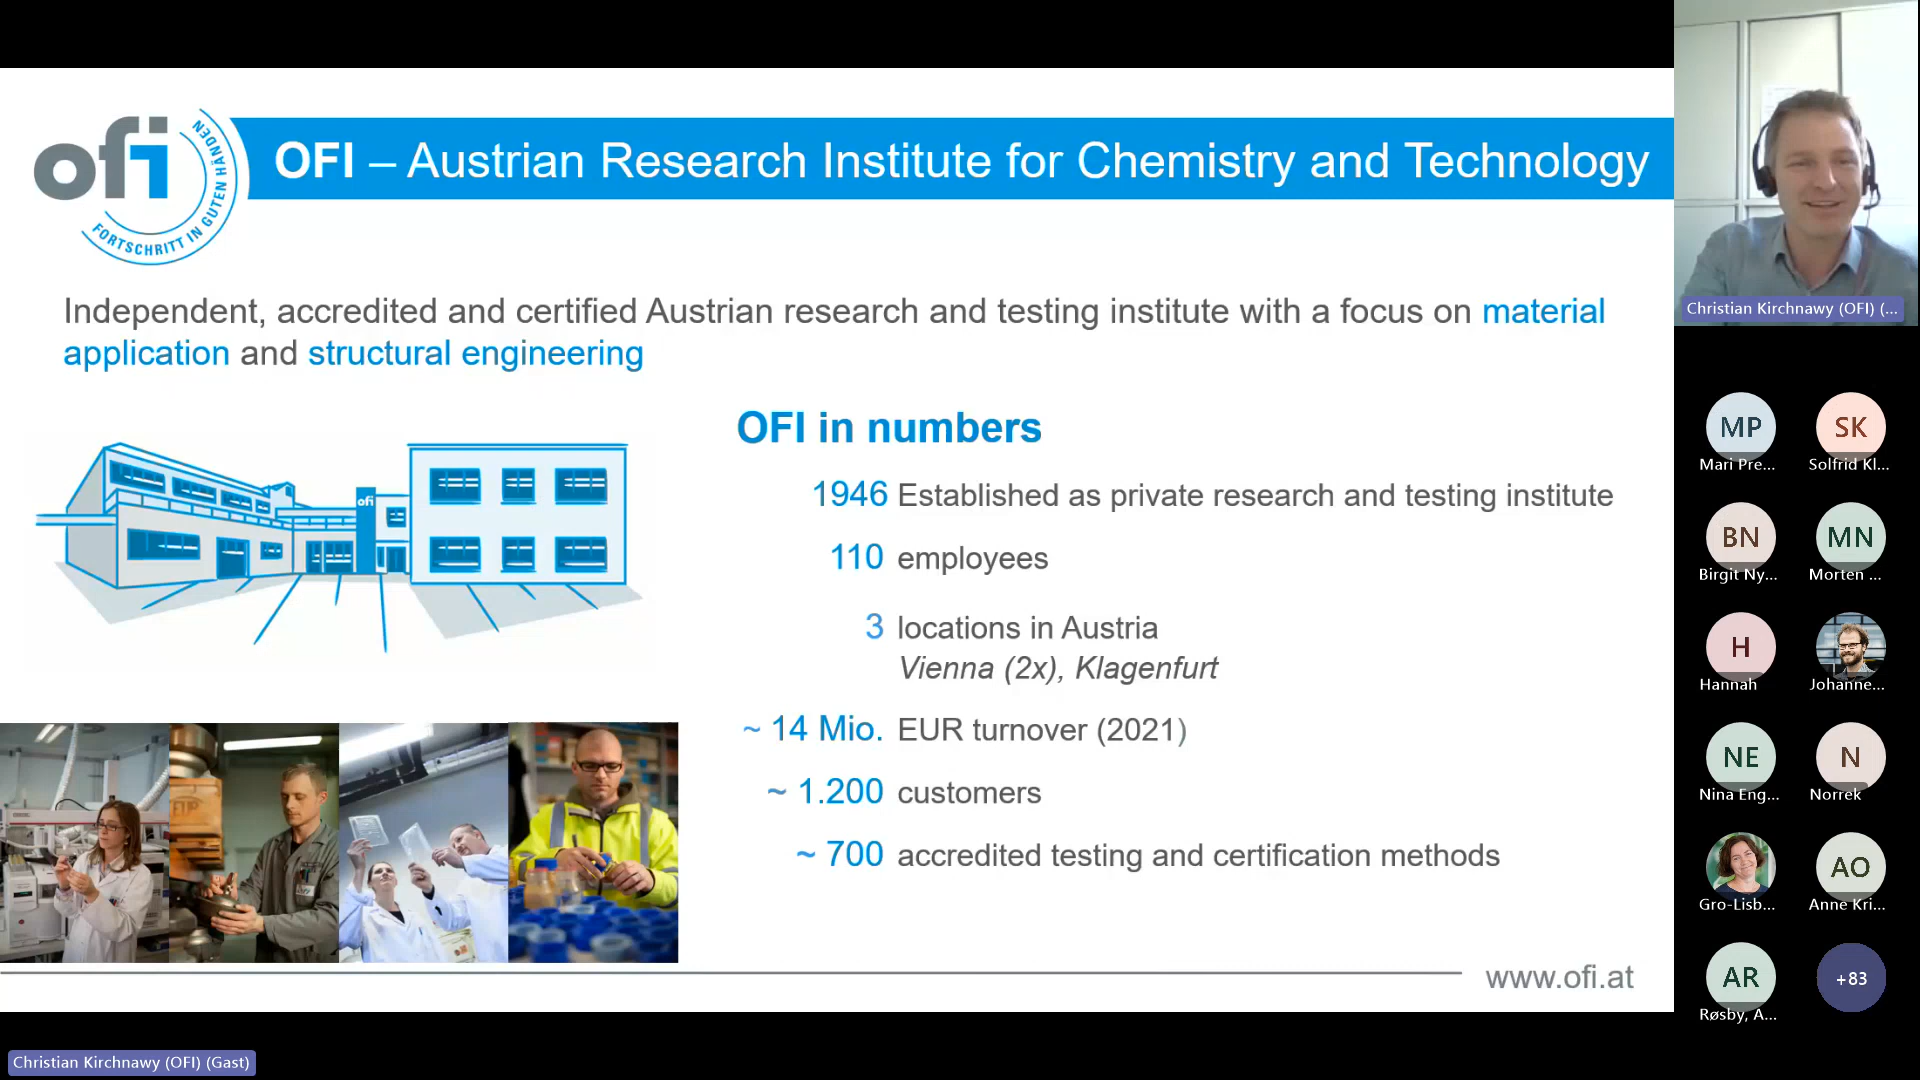 ofi
FORTSCHRITT IN GUTEN HÄNDEN
OFI – Austrian Research Institute for Chemistry and Technology
Independent, accredited and certified Austrian research and testing institute with a focus on material
application and structural engineering
ofi
OFI in numbers
1946 Established as private research and testing institute
110 employees
3 locations in Austria
Vienna (2x), Klagenfurt
~ 14 Mio. EUR turnover (2021)
~ 1.200 customers
~ 700 accredited testing and certification methods
www.ofi.at
Christian Kirchnawy (OFI) (Gast)
Christian Kirchnawy (OFI) (...
MP
Mari Pre...
SK
Solfrid Kl...
BN
Birgit Ny...
MN
Morten ...
H
Hannah
Johanne...
NE
Nina Eng...
N
Norrek
Gro-Lisb...
AO
Anne Kri...
AR
Røsby, A...
+83